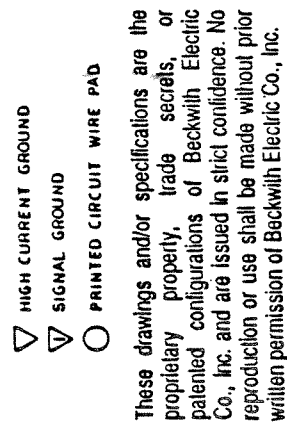 HIGH CURRENT GROUND
SIGNAL GROUND
PRINTED CIRCUIT WIRE PAD
These drawings and/or specifications are the
proprietary property, trade secrets, or
patented configurations of Beckwith Electric
Co., Inc. and are issued in strict confidence. No
reproduction or use shall be made without prior
written permission of Beckwith Electric Co., Inc.